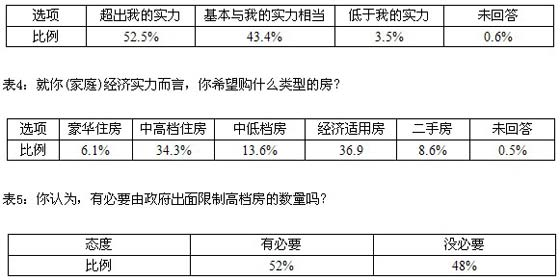 选项 超出我的实力 基本与我的实力相当 低于我的实力 未回答
比例 52.5% 43.4% 3.5% 0.6%
表4：就你(家庭)经济实力而言，你希望购什么类型的房？
选项 豪华住房 中高档住房 中低档房 经济适用房 二手房 未回答
比例 6.1% 34.3% 13.6% 36.9 8.6% 0.5%
表5：你认为，有必要由政府出面限制高档房的数量吗？
态度 有必要 没必要
比例 52% 48%